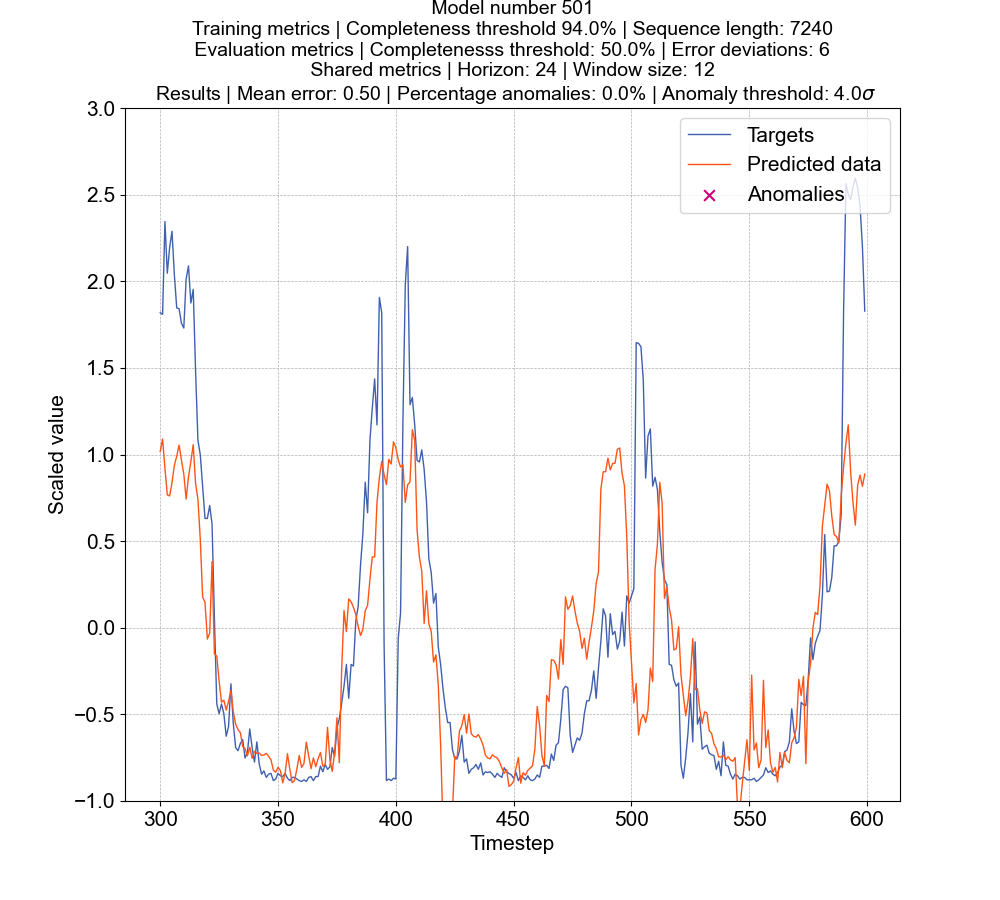 Model number 501
Training metrics | Completeness threshold 94.0% | Sequence length: 7240
Evaluation metrics | Completenesss threshold: 50.0% | Error deviations: 6
Shared metrics | Horizon: 24 | Window size: 12
Results | Mean error: 0.50 | Percentage anomalies: 0.0% | Anomaly threshold: 4.0σ
3.0
2.5
2.0
1.5
1.0
0.5
0.0
−0.5
−1.0
Scaled value
Targets
Predicted data
Anomalies
300 350 400 450 500 550 600
Timestep